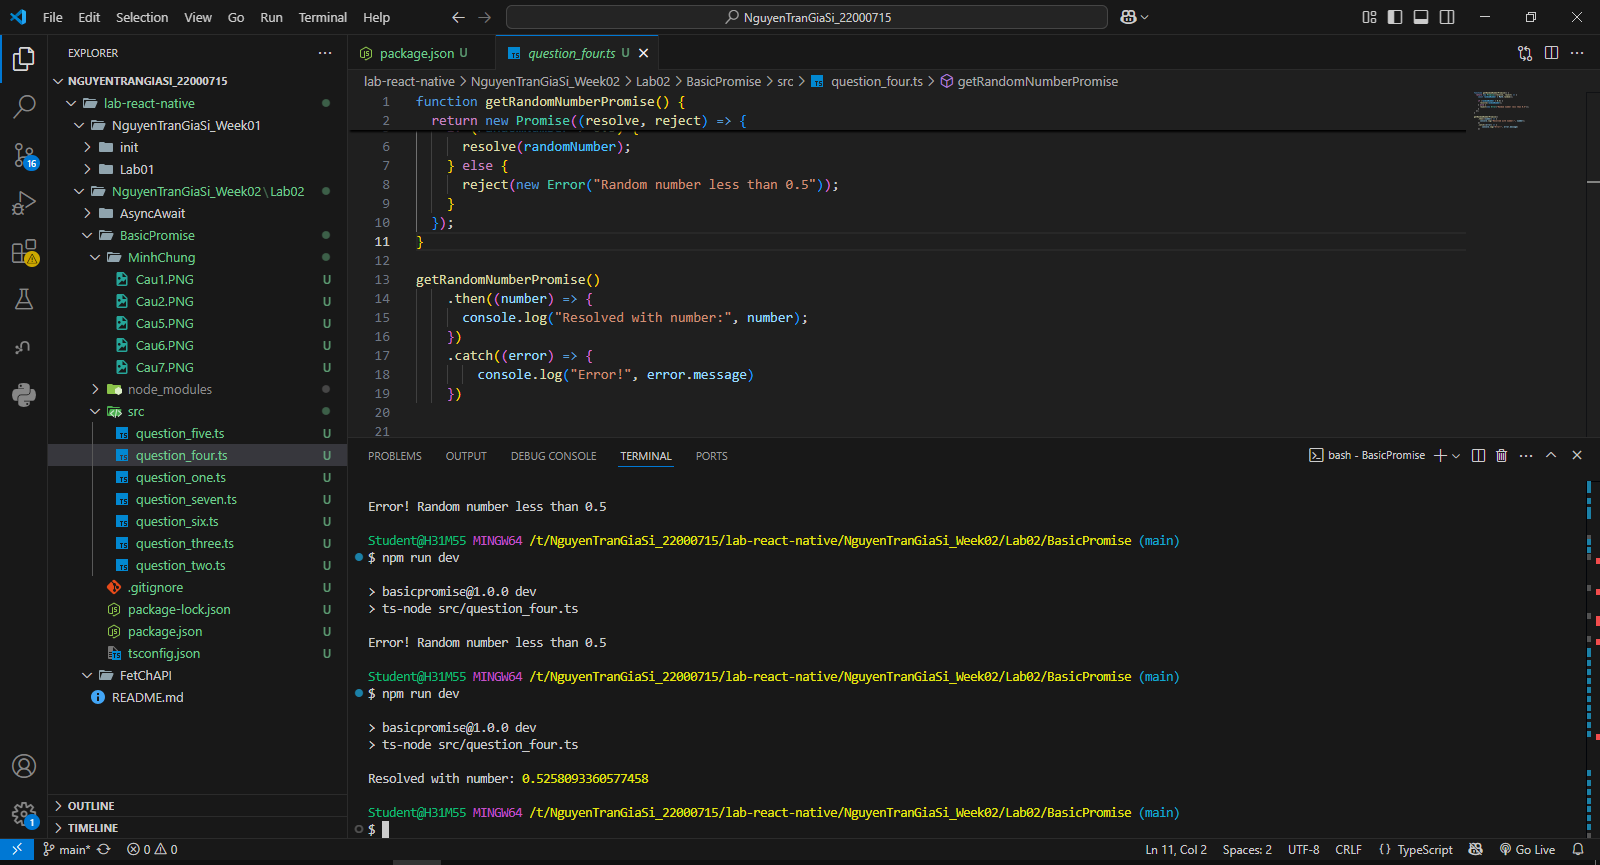 File Edit Selection View Go Run Terminal Help
NguyenTranGiaSi_22000715
EXPLORER
NGUYENTRANGIASI_22000715
lab-react-native
NguyenTranGiaSi_Week01
init
Lab01
NguyenTranGiaSi_Week02\Lab02
AsyncAwait
BasicPromise
MinhChung
Cau1.PNG U
Cau2.PNG U
Cau5.PNG U
Cau6.PNG U
Cau7.PNG U
node_modules
src
question_five.ts U
question_four.ts U
question_one.ts U
question_seven.ts U
question_six.ts U
question_three.ts U
question_two.ts U
.gitignore U
package-lock.json U
package.json U
tsconfig.json U
FetChAPI
README.md
OUTLINE
TIMELINE
16
1
package.json U
question_four.ts U
lab-react-native > NguyenTranGiaSi_Week02 > Lab02 > BasicPromise > src > question_four.ts > getRandomNumberPromise
1 function getRandomNumberPromise() {
2 return new Promise((resolve, reject) => {
6 resolve(randomNumber);
7 } else {
8 reject(new Error("Random number less than 0.5"));
9 }
10 });
11 }
12
13 getRandomNumberPromise()
14 .then((number) => {
15 console.log("Resolved with number:", number);
16 })
17 .catch((error) => {
18 console.log("Error!", error.message)
19 })
20
21
PROBLEMS OUTPUT DEBUG CONSOLE TERMINAL PORTS
bash - BasicPromise
Error! Random number less than 0.5
Student@H31M55 MINGW64 /t/NguyenTranGiaSi_22000715/lab-react-native/NguyenTranGiaSi_Week02/Lab02/BasicPromise (main)
$ npm run dev
> basicpromise@1.0.0 dev
> ts-node src/question_four.ts
Error! Random number less than 0.5
Student@H31M55 MINGW64 /t/NguyenTranGiaSi_22000715/lab-react-native/NguyenTranGiaSi_Week02/Lab02/BasicPromise (main)
$ npm run dev
> basicpromise@1.0.0 dev
> ts-node src/question_four.ts
Resolved with number: 0.5258093360577458
Student@H31M55 MINGW64 /t/NguyenTranGiaSi_22000715/lab-react-native/NguyenTranGiaSi_Week02/Lab02/BasicPromise (main)
$
main* 0 0
Ln 11, Col 2 Spaces: 2 UTF-8 CRLF {} TypeScript Go Live